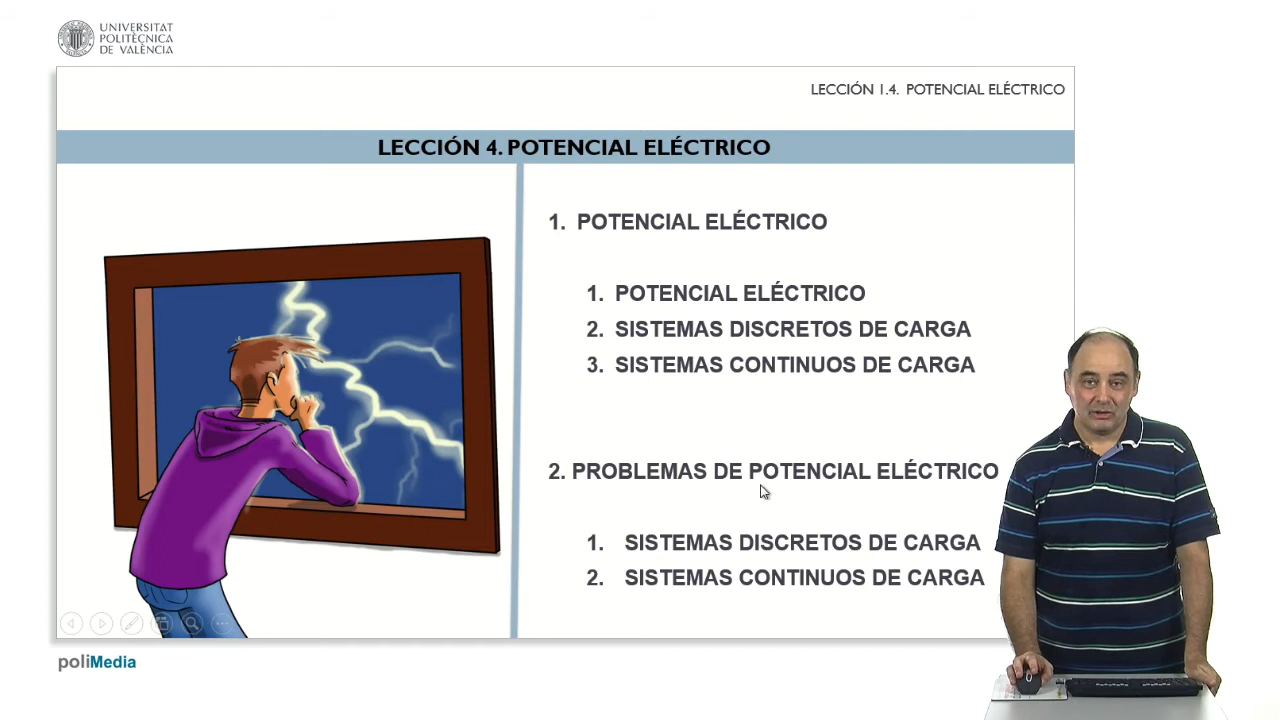 UNIVERSITAT
POLITÈCNICA
DE VALÈNCIA
LECCIÓN 1.4. POTENCIAL ELÉCTRICO
LECCIÓN 4. POTENCIAL ELÉCTRICO
1. POTENCIAL ELÉCTRICO
1. POTENCIAL ELÉCTRICO
2. SISTEMAS DISCRETOS DE CARGA
3. SISTEMAS CONTINUOS DE CARGA
2. PROBLEMAS DE POTENCIAL ELÉCTRICO
1. SISTEMAS DISCRETOS DE CARGA
2. SISTEMAS CONTINUOS DE CARGA
poliMedia